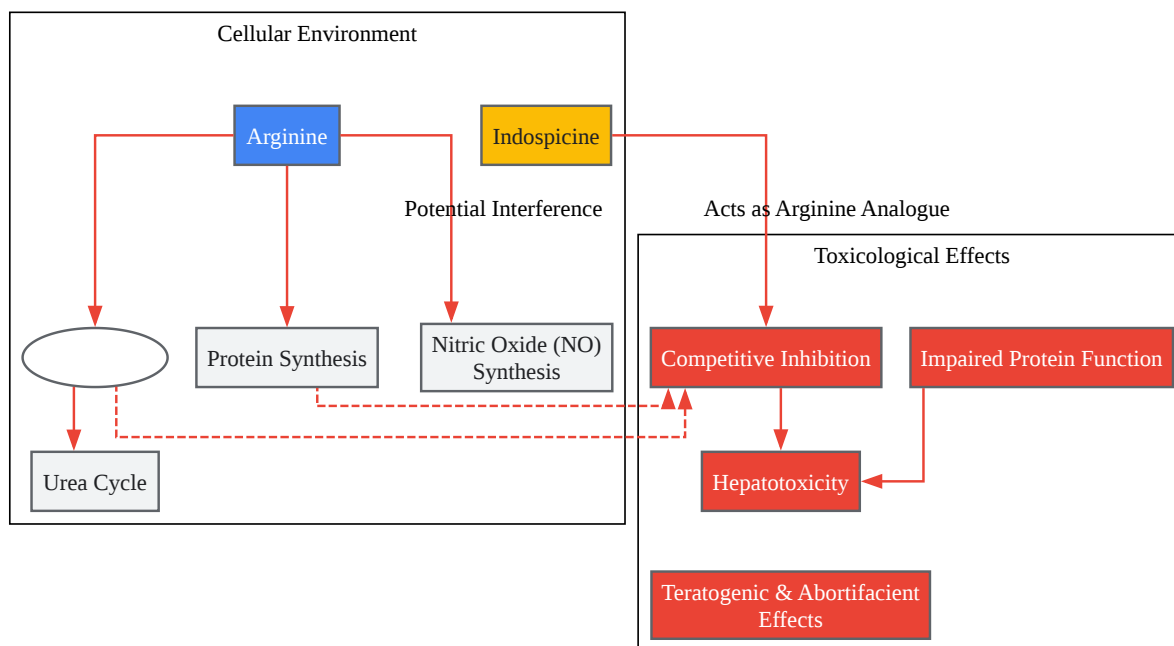 Cellular Environment
Arginine
Indospicine
Potential Interference
Acts as Arginine Analogue
Toxicological Effects
Protein Synthesis
Nitric Oxide (NO)
Synthesis
Competitive Inhibition
Impaired Protein Function
Urea Cycle
Hepatotoxicity
Teratogenic & Abortifacient
Effects